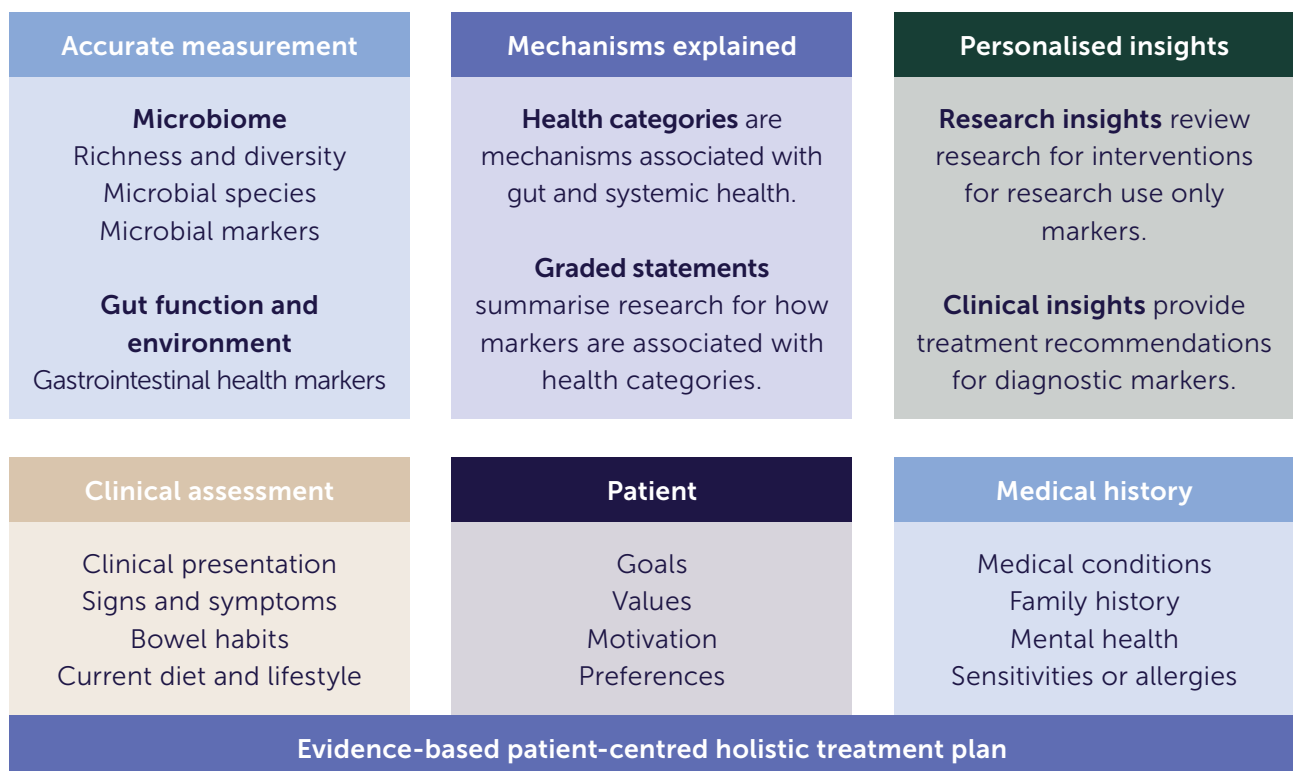 Accurate measurement
Microbiome
Richness and diversity
Microbial species
Microbial markers
Gut function and
environment
Gastrointestinal health markers
Mechanisms explained
Health categories are
mechanisms associated with
gut and systemic health.
Graded statements
summarise research for how
markers are associated with
health categories.
Personalised insights
Research insights review
research for interventions
for research use only
markers.
Clinical insights provide
treatment recommendations
for diagnostic markers.
Clinical assessment
Clinical presentation
Signs and symptoms
Bowel habits
Current diet and lifestyle
Patient
Goals
Values
Motivation
Preferences
Medical history
Medical conditions
Family history
Mental health
Sensitivities or allergies
Evidence-based patient-centred holistic treatment plan